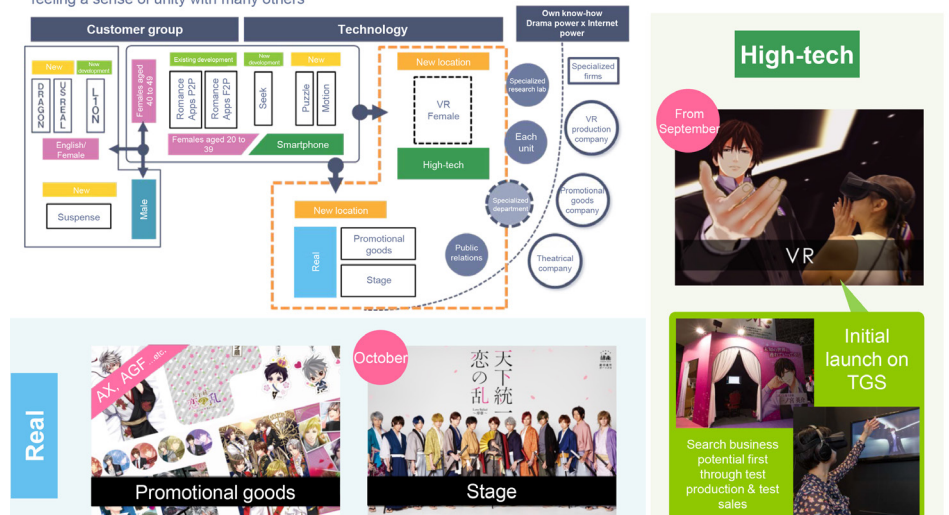 feeling a sense of unity with many others
Customer group
Technology
Own know-how
Drama power x Internet
power
New
New
development
DRAGON
US REAL
L1ON
English/
Female
New
Suspense
Females aged
40 to 49
Male
Existing development
New
development
New
Romance
Apps P2P
Romance
Apps F2P
Seek
Puzzle
Motion
Females aged 20 to
39
Smartphone
New location
VR
Female
High-tech
New location
Real
Promotional
goods
Stage
Specialized
research lab
Each
unit
Specialized
department
Public
relations
Specialized
firms
VR
production
company
Promotional
goods
company
Theatrical
company
High-tech
From
September
VR
Initial
launch on
TGS
Search business
potential first
through test
production & test
sales
Real
AX, AGF ...etc.
Promotional goods
October
天下統一
恋の乱
Stage